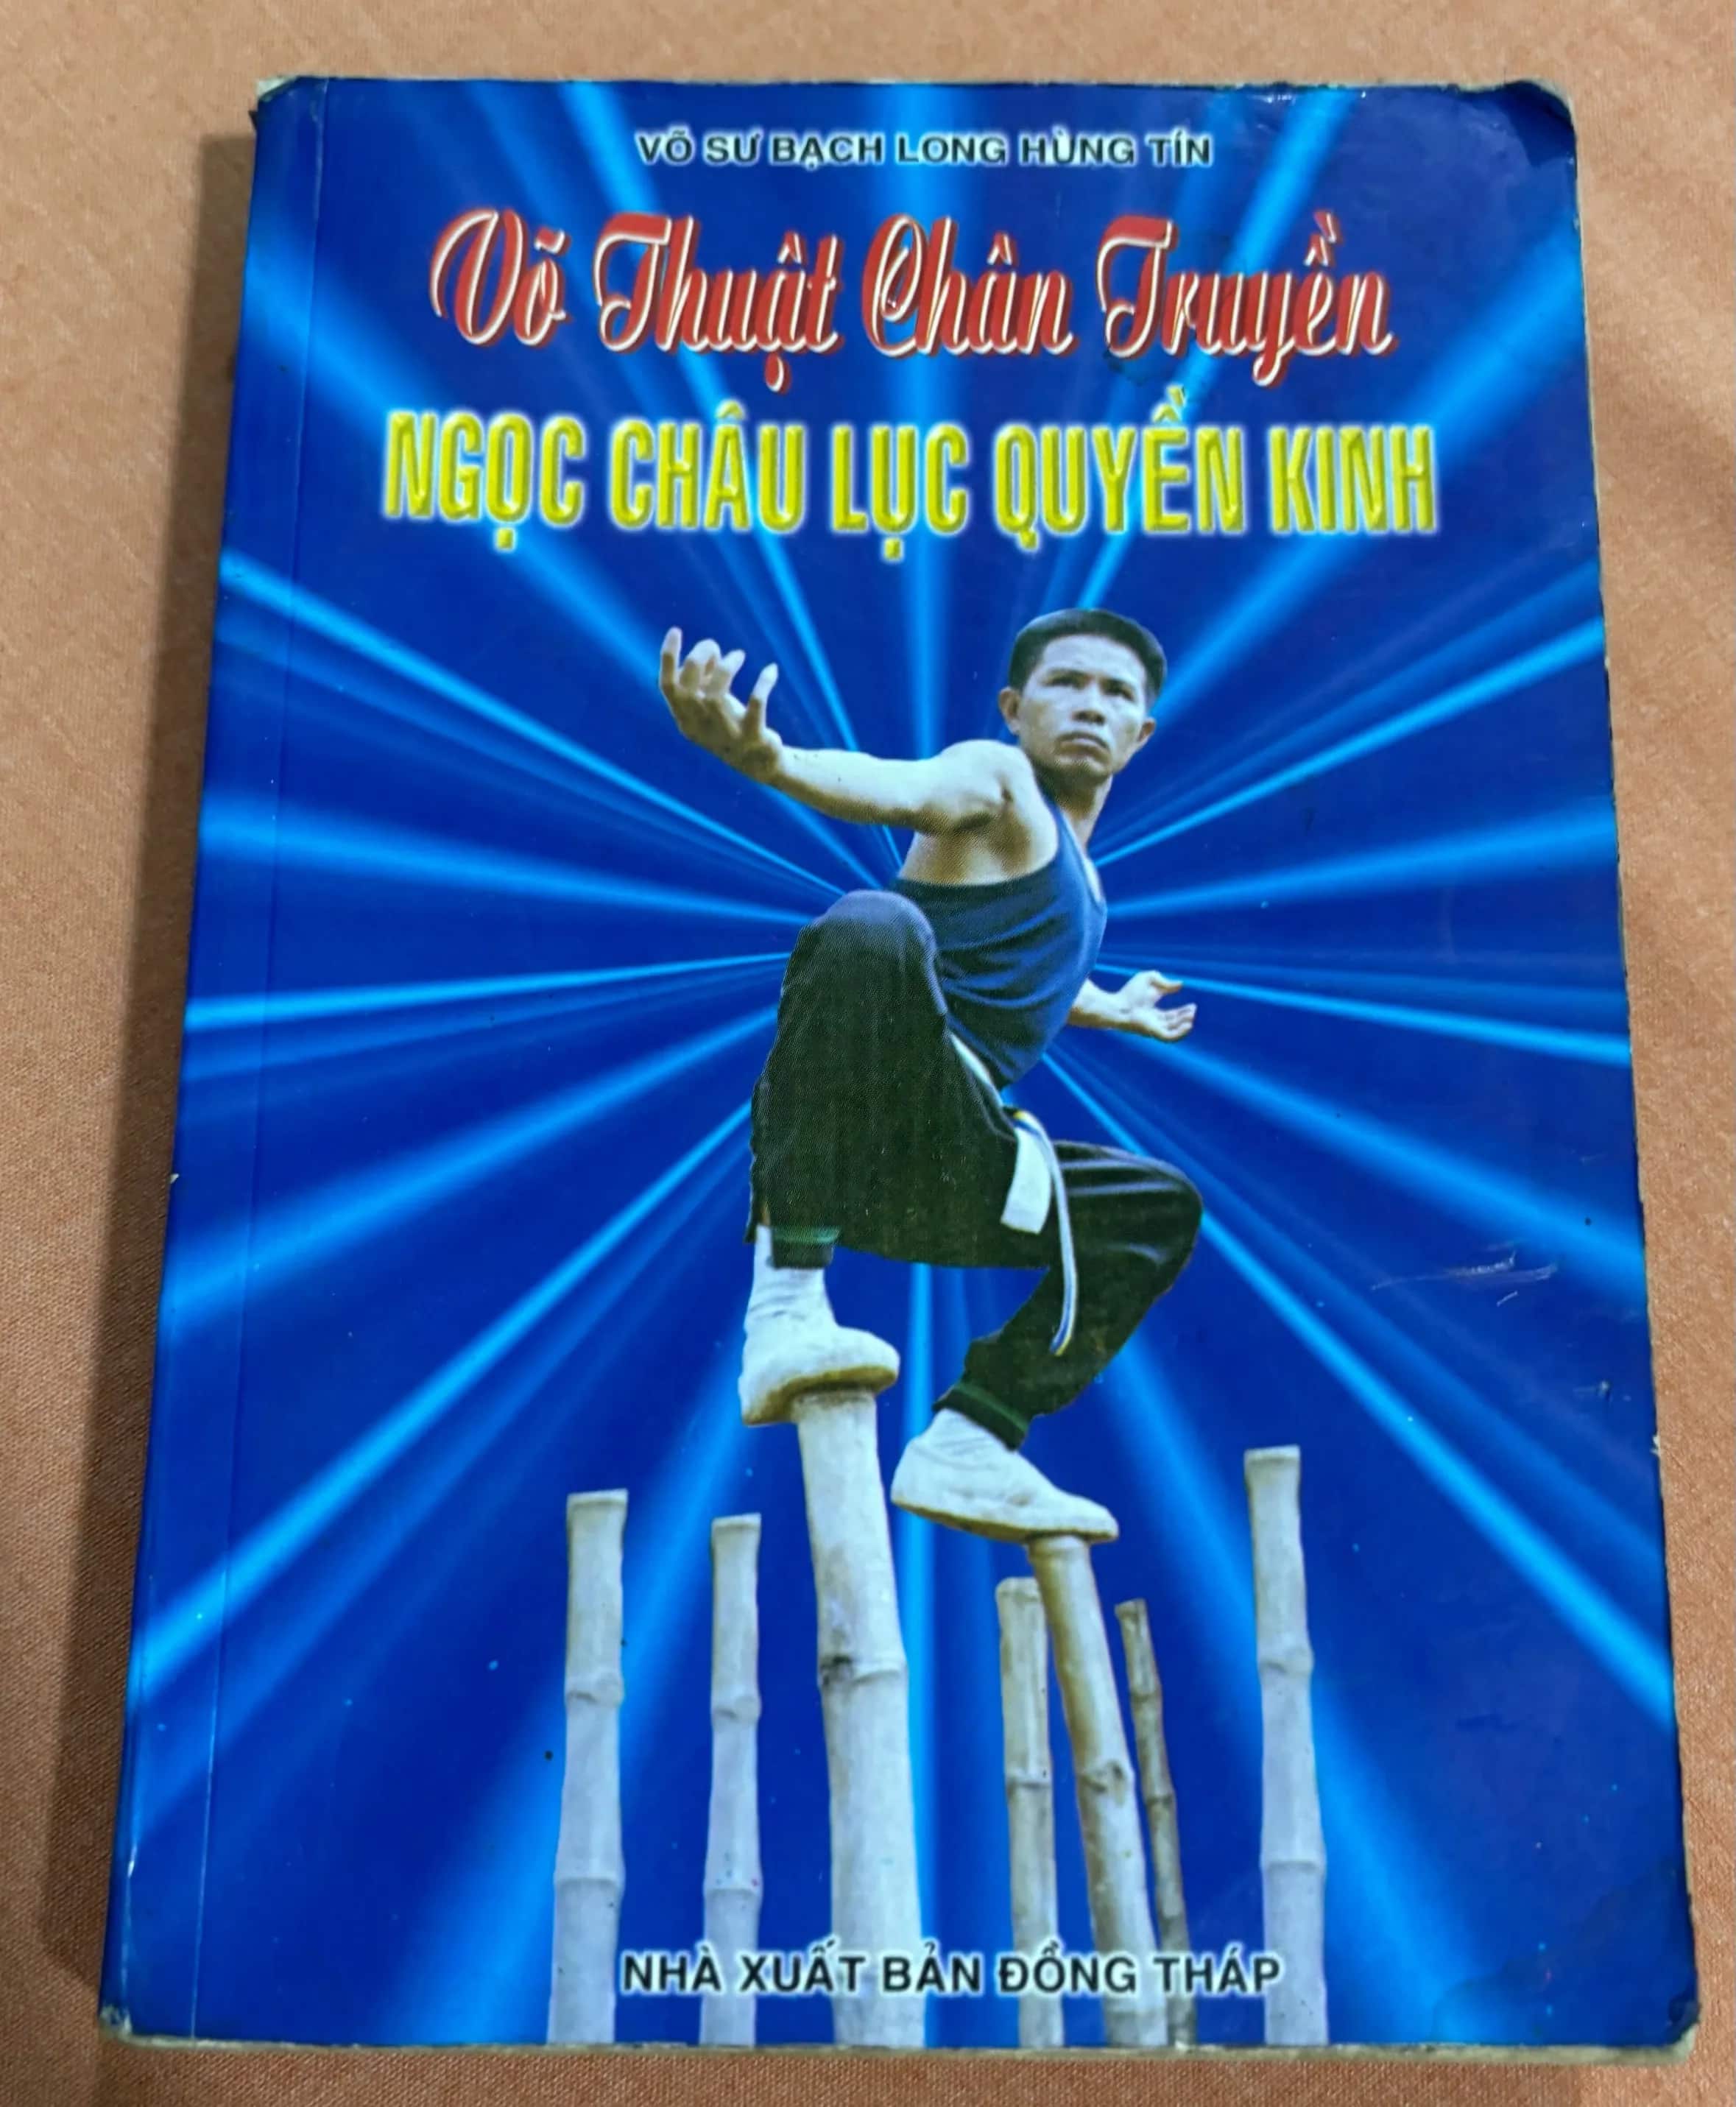 VÕ SƯ BẠCH LONG HÙNG TÍN
Võ Thuật Chân Truyền
NGỌC CHÂU LỤC QUYỀN KINH
NHÀ XUẤT BẢN ĐỒNG THÁP